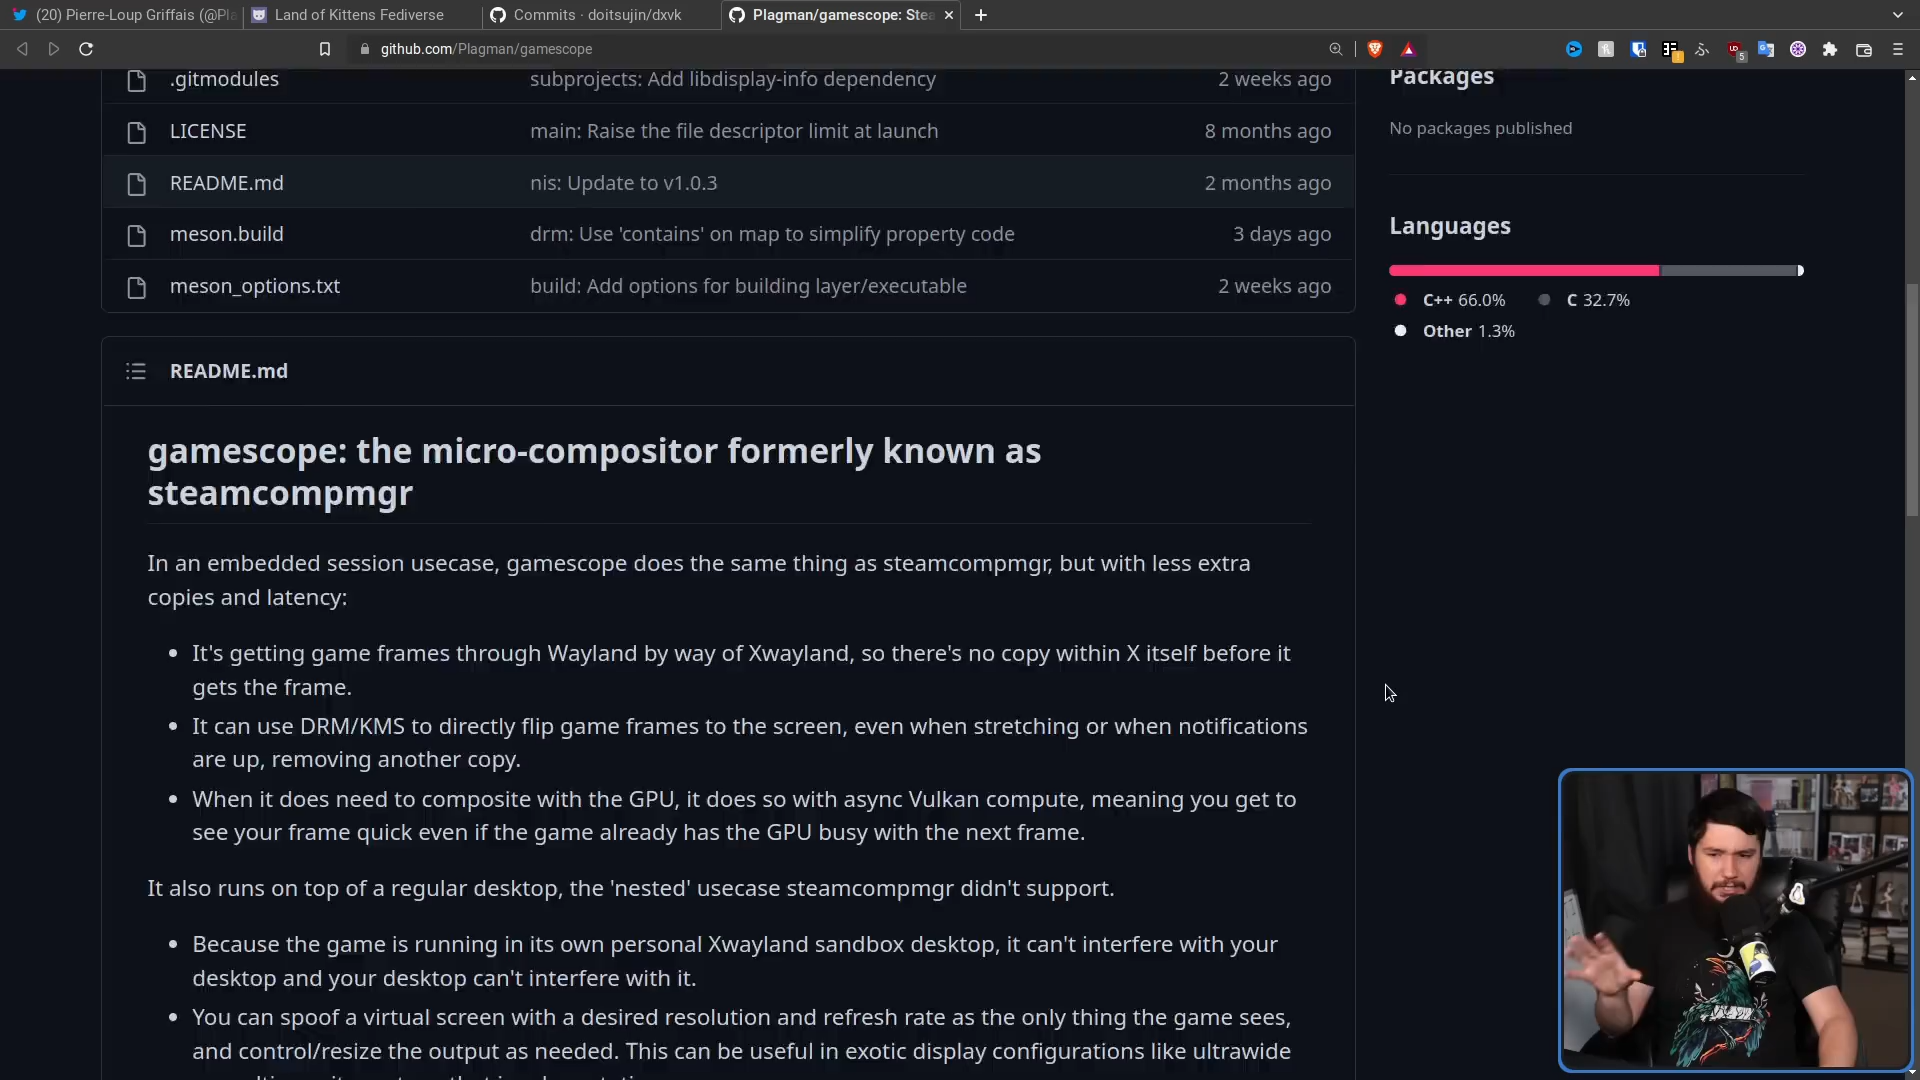 (20) Pierre-Loup Griffais (@Pla
Land of Kittens Fediverse
Commits · doitsujin/dxvk
Plagman/gamescope: Stea
github.com/Plagman/gamescope
5
.gitmodules
subprojects: Add libdisplay-info dependency
2 weeks ago
LICENSE
main: Raise the file descriptor limit at launch
8 months ago
README.md
nis: Update to v1.0.3
2 months ago
meson.build
drm: Use 'contains' on map to simplify property code
3 days ago
meson_options.txt
build: Add options for building layer/executable
2 weeks ago
Packages
No packages published
Languages
C++ 66.0%
C 32.7%
Other 1.3%
README.md
gamescope: the micro-compositor formerly known as
steamcompmgr
In an embedded session usecase, gamescope does the same thing as steamcompmgr, but with less extra
copies and latency:
It's getting game frames through Wayland by way of Xwayland, so there's no copy within X itself before it
gets the frame.
It can use DRM/KMS to directly flip game frames to the screen, even when stretching or when notifications
are up, removing another copy.
When it does need to composite with the GPU, it does so with async Vulkan compute, meaning you get to
see your frame quick even if the game already has the GPU busy with the next frame.
It also runs on top of a regular desktop, the 'nested' usecase steamcompmgr didn't support.
Because the game is running in its own personal Xwayland sandbox desktop, it can't interfere with your
desktop and your desktop can't interfere with it.
You can spoof a virtual screen with a desired resolution and refresh rate as the only thing the game sees,
and control/resize the output as needed. This can be useful in exotic display configurations like ultrawide